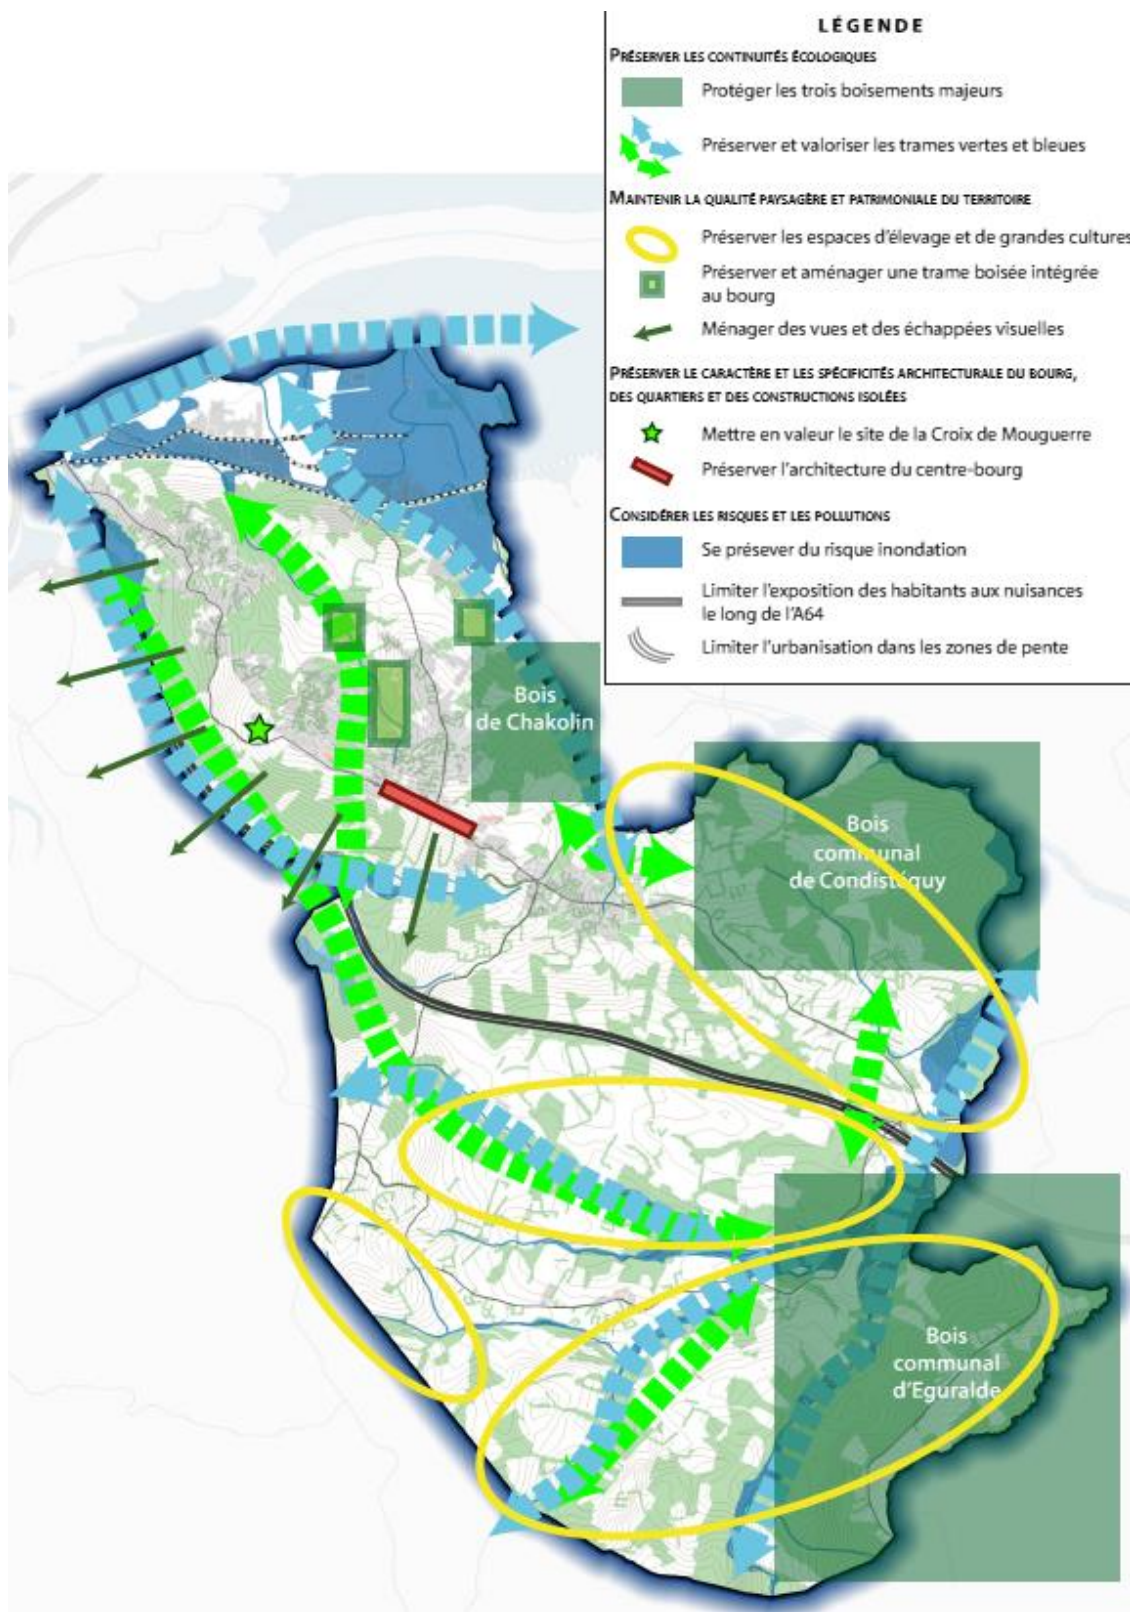 LÉGENDE
PRÉSERVER LES CONTINUITÉS ÉCOLOGIQUES
Protéger les trois boisements majeurs
Préserver et valoriser les trames vertes et bleues
MAINTENIR LA QUALITÉ PAYSAGÈRE ET PATRIMONIALE DU TERRITOIRE
Préserver les espaces d'élevage et de grandes cultures
Préserver et aménager une trame boisée intégrée
au bourg
Ménager des vues et des échappées visuelles
PRÉSERVER LE CARACTÈRE ET LES SPÉCIFICITÉS ARCHITECTURALE DU BOURG,
DES QUARTIERS ET DES CONSTRUCTIONS ISOLÉES
Mettre en valeur le site de la Croix de Mouguerre
Préserver l'architecture du centre-bourg
CONSIDÉRER LES RISQUES ET LES POLLUTIONS
Se présever du risque inondation
Limiter l'exposition des habitants aux nuisances
le long de l'A64
Limiter l'urbanisation dans les zones de pente
Bois
de Chakolin
Bois
communal
de Condistéguy
Bois
communal
d'Eguralde